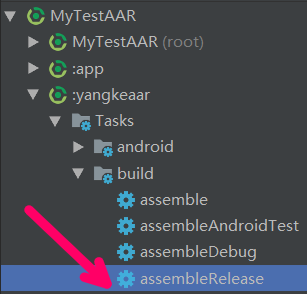 MyTestAAR
MyTestAAR (root)
:app
:yangkeaar
Tasks
android
build
assemble
assembleAndroidTest
assembleDebug
assembleRelease